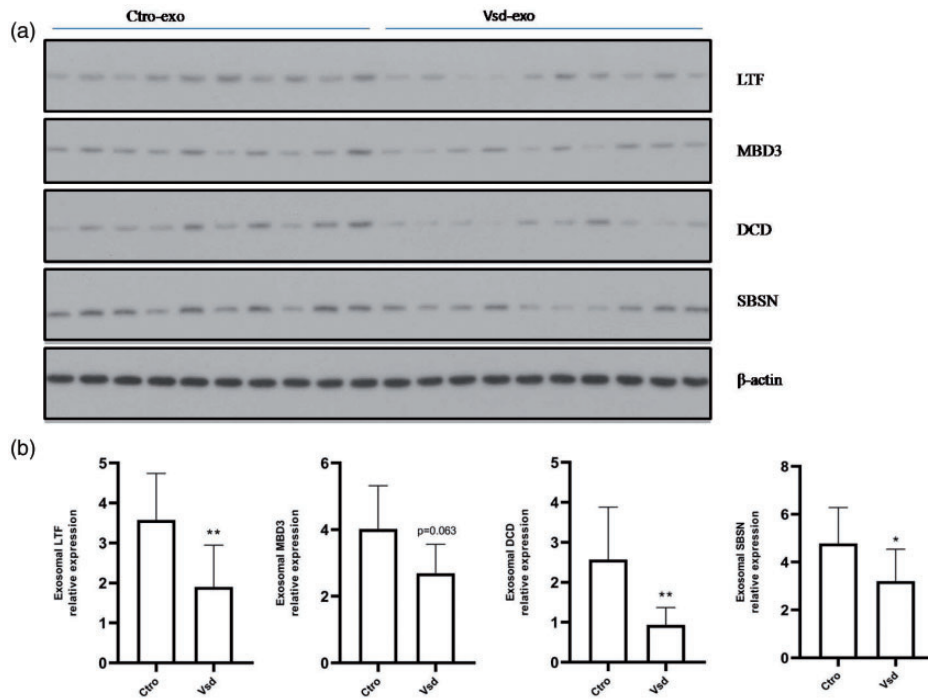 Ctro-exo Vsd-exo
(a)
LTF
MBD3
DCD
SBSN
β-actin
(b)
Exosomal LTF
relative expression
5
4
3
2
1
0
**
Ctro
Vsd
Exosomal MBD3
relative expression
6
4
2
0
p=0.063
Ctro
Vsd
Exosomal DCD
relative expression
5
4
3
2
1
0
**
Ctro
Vsd
Exosomal SBSN
relative expression
8
6
4
2
0
*
Ctro
Vsd